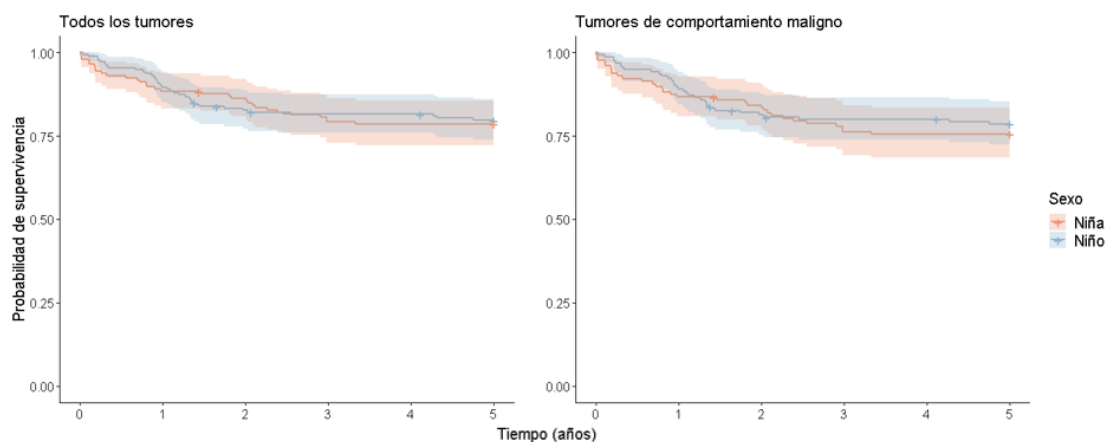 Todos los tumores
Tumores de comportamiento maligno
Probabilidad de supervivencia
1.00
0.75
0.50
0.25
0.00
0 1 2 3 4 5
1.00
0.75
0.50
0.25
0.00
0 1 2 3 4 5
Tiempo (años)
Sexo
Niña
Niño